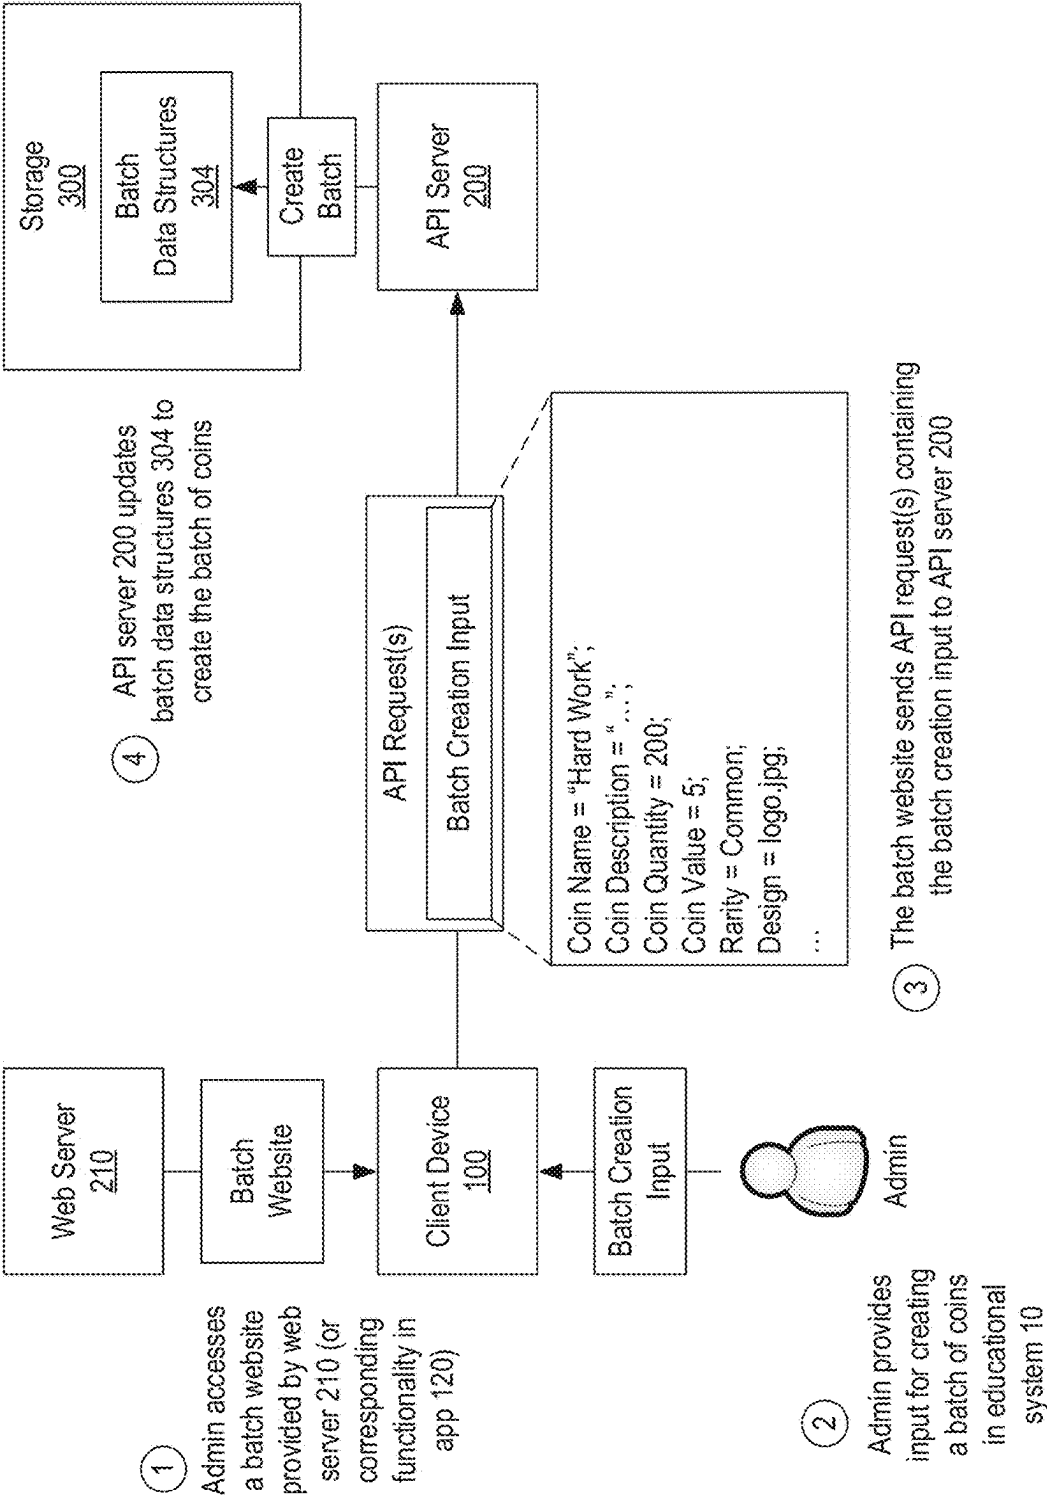 1
Admin accesses
a batch website
provided by web
server 210 (or
corresponding
functionality in
app 120)
Web Server
210
Batch
Website
Client Device
100
Batch Creation
Input
Admin
2
Admin provides
input for creating
a batch of coins
in educational
system 10
API Request(s)
Batch Creation Input
Coin Name = “Hard Work”;
Coin Description = “…”;
Coin Quantity = 200;
Coin Value = 5;
Rarity = Common;
Design = logo.jpg;
…
3
The batch website sends API request(s) containing
the batch creation input to API server 200
4
API server 200 updates
batch data structures 304 to
create the batch of coins
Storage
300
Batch
Data Structures
304
Create
Batch
API Server
200